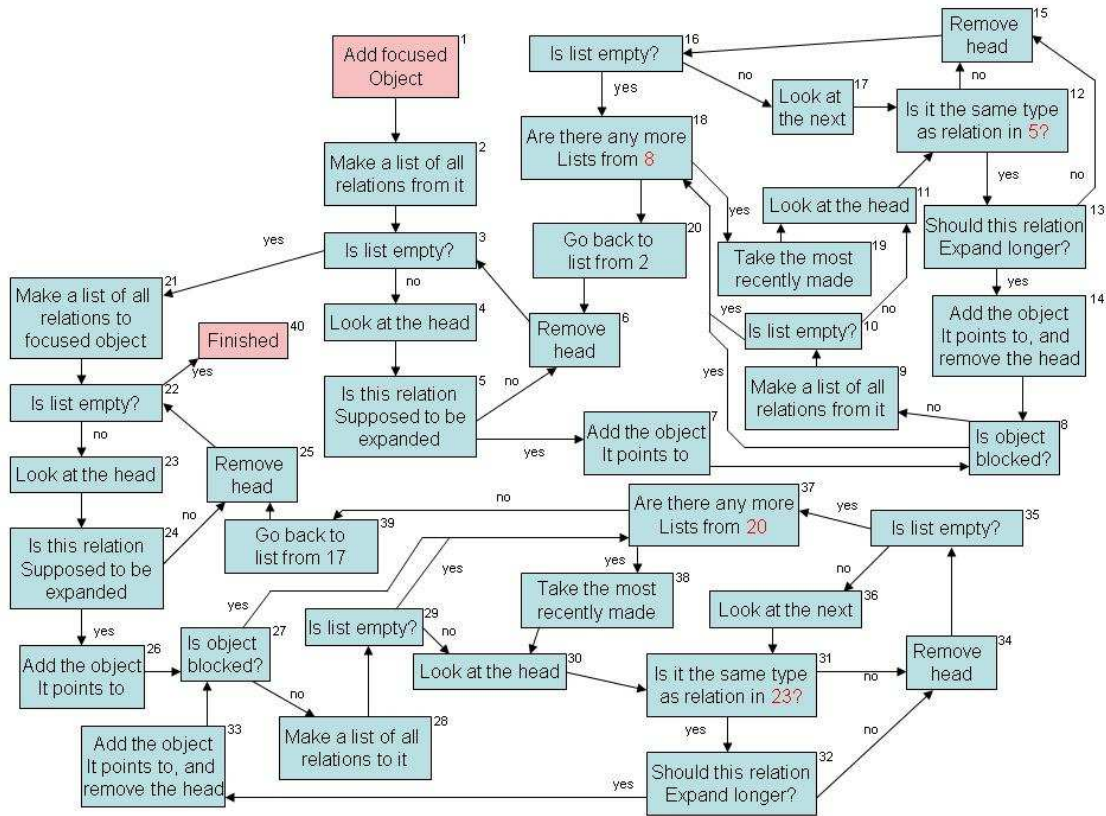 1
Add focused
Object
2
Make a list of all
relations from it
3
Is list empty?
yes
no
4
Look at the head
5
Is this relation
Supposed to be
expanded
no
yes
6
Remove
head
7
Add the object
It points to
8
Is object
blocked?
no
yes
9
Make a list of all
relations from it
10
Is list empty?
yes
no
11
Look at the head
12
Is it the same type
as relation in 5?
no
yes
13
Should this relation
Expand longer?
no
yes
14
Add the object
It points to, and
remove the head
15
Remove
head
16
Is list empty?
yes
no
17
Look at
the next
18
Are there any more
Lists from 8
yes
19
Take the most
recently made
20
Go back to
list from 2
21
Make a list of all
relations to
focused object
22
Is list empty?
yes
no
40
Finished
23
Look at the head
24
Is this relation
Supposed to be
expanded
no
yes
25
Remove
head
26
Add the object
It points to
27
Is object
blocked?
yes
no
28
Make a list of all
relations to it
29
Is list empty?
yes
no
30
Look at the head
31
Is it the same type
as relation in 23?
no
yes
32
Should this relation
Expand longer?
no
yes
33
Add the object
It points to, and
remove the head
34
Remove
head
35
Is list empty?
yes
no
36
Look at the next
37
Are there any more
Lists from 20
no
yes
38
Take the most
recently made
39
Go back to
list from 17